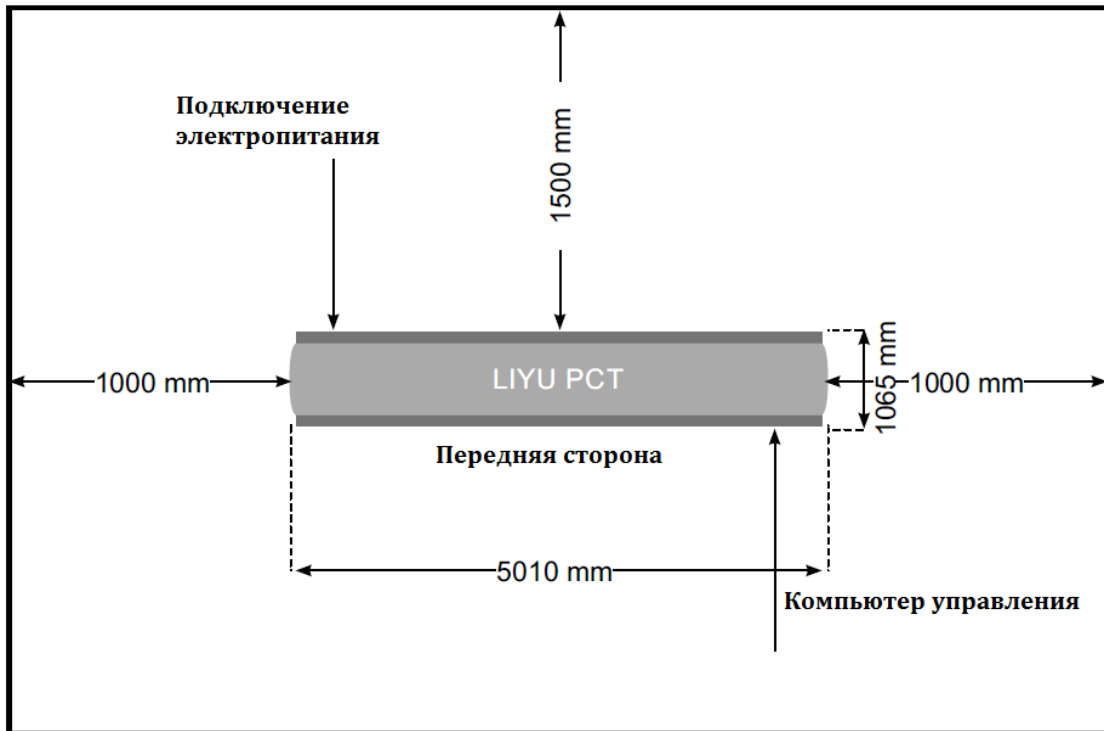 Подключение
электропитания
1500 mm
1000 mm
LIYU PCT
1065 mm
1000 mm
Передняя сторона
5010 mm
Компьютер управления